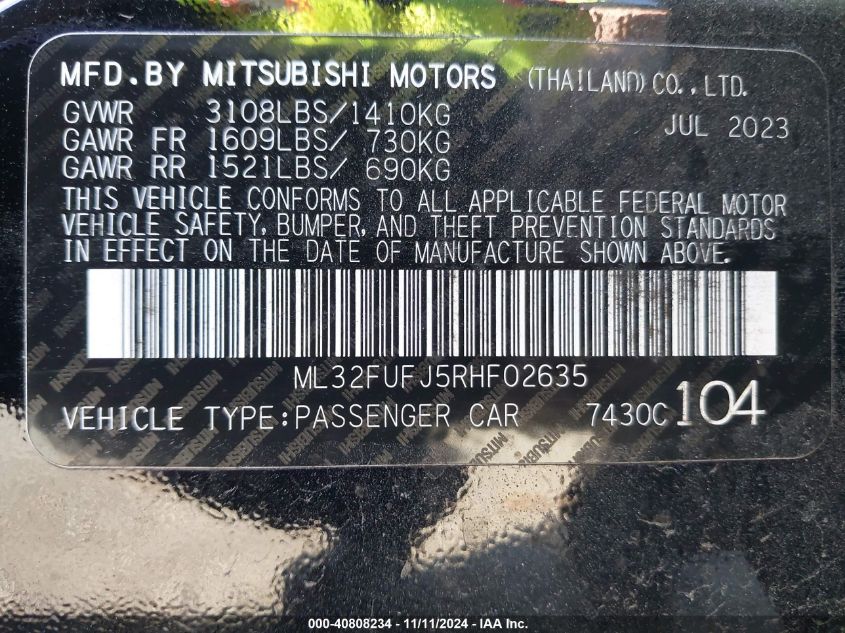 MFD.BY MITSUBISHI MOTORS (THAILAND) CO.,LTD.
GVWR 3108LBS/1410KG JUL 2023
GAWR FR 1609LBS/ 730KG
GAWR RR 1521LBS/ 690KG
THIS VEHICLE CONFORMS TO ALL APPLICABLE FEDERAL MOTOR
VEHICLE SAFETY, BUMPER, AND THEFT PREVENTION STANDARDS
IN EFFECT ON THE DATE OF MANUFACTURE SHOWN ABOVE.
ML32FUFJ5RHF02635
VEHICLE TYPE:PASSENGER CAR 7430C 104
000-40808234 - 11/11/2024 - IAA Inc.